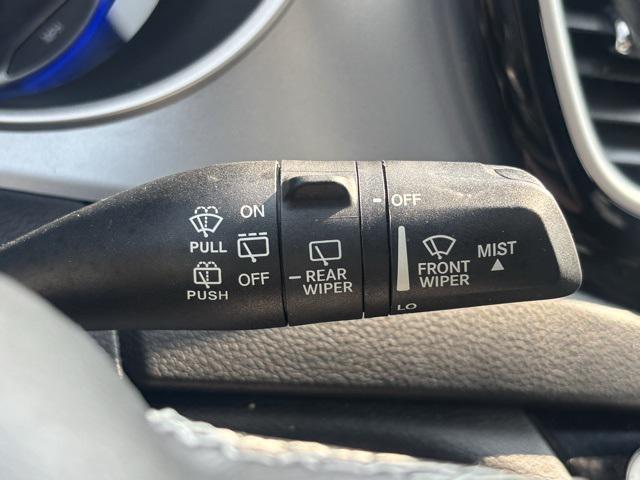 PULL
PUSH
ON
OFF
REAR
WIPER
OFF
FRONT
WIPER
LO
MIST